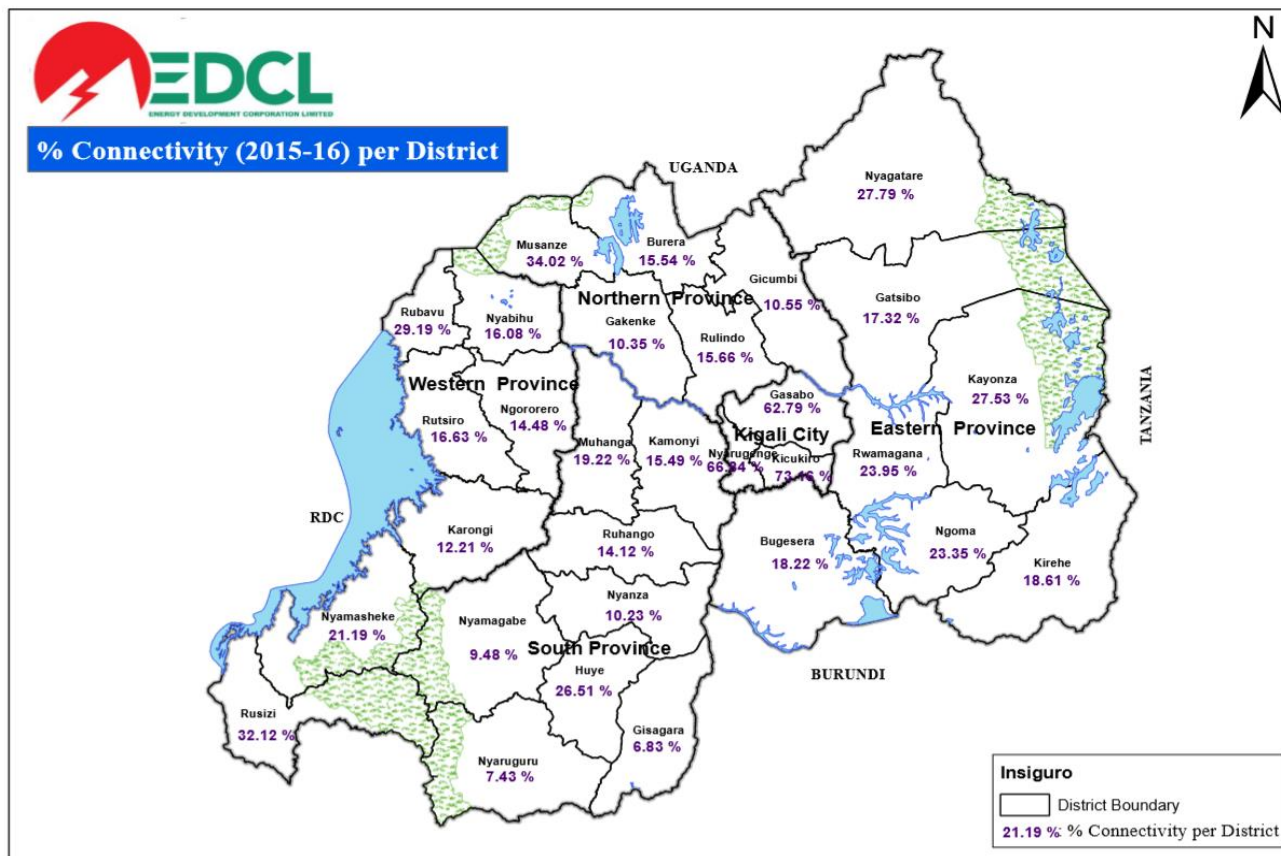 EDCL
ENERGY DEVELOPMENT CORPORATION LIMITED
% Connectivity (2015-16) per District
N
UGANDA
Nyagatare
27.79 %
Musanze
34.02 %
Burera
15.54 %
Gicumbi
10.55 %
Gatsibo
17.32 %
Northern Province
Rubavu
29.19 %
Nyabihu
16.08 %
Gakenke
10.35 %
Rulindo
15.66 %
Kayonza
27.53 %
TANZANIA
Western Province
Rutsiro
16.63 %
Ngororero
14.48 %
Muhanga
19.22 %
Kamonyi
15.49 %
Gasabo
62.79 %
Kigali City
Nyarugenge
Kicukiro
Eastern Province
Rwamagana
23.95 %
RDC
Karongi
12.21 %
Ruhango
14.12 %
Bugesera
18.22 %
Ngoma
23.35 %
Kirehe
18.61 %
Nyamasheke
21.19 %
Nyamagabe
9.48 %
Nyanza
10.23 %
South Province
Huye
26.51 %
BURUNDI
Rusizi
32.12 %
Gisagara
6.83 %
Nyaruguru
7.43 %
Insiguro
District Boundary
21.19 %: % Connectivity per District